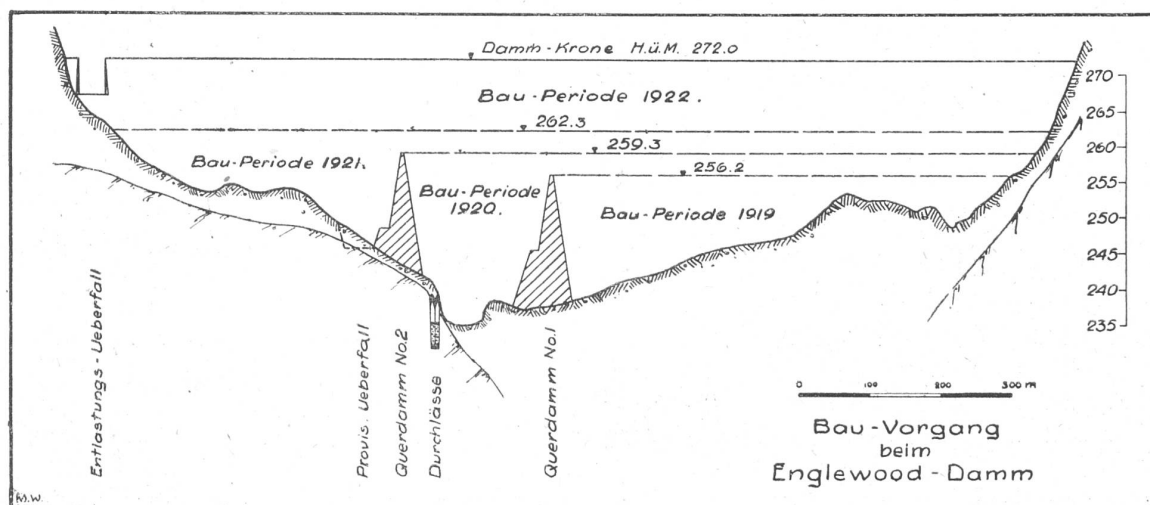 Damm-Krone H.ü.M. 272.0
Bau-Periode 1922.
262.3
259.3
256.2
Bau-Periode 1921.
Bau-Periode
1920.
Bau-Periode 1919
270
265
260
255
250
245
240
235
Entlastungs-Ueberfall
Provis. Ueberfall
Querdamm No.2
Durchlässe
Querdamm No.1
0 100 200 300 m
Bau-Vorgang
beim
Englewood-Damm
M.W.